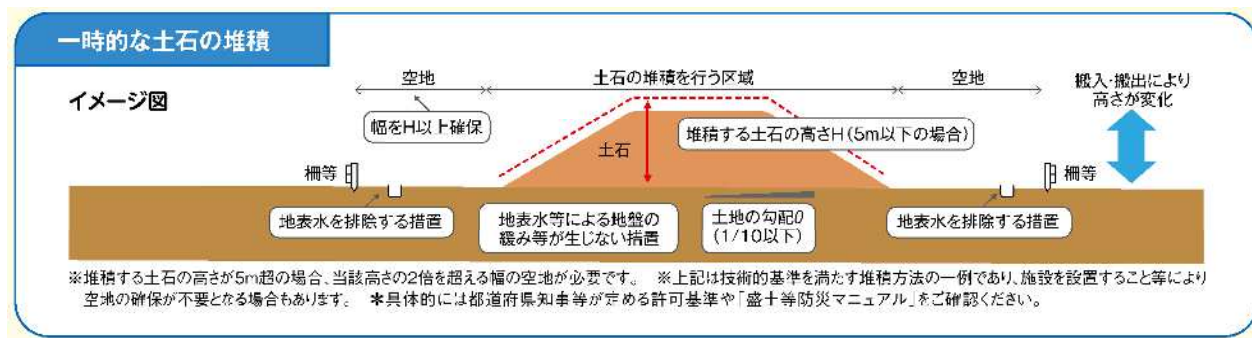 一時的な土石の堆積
イメージ図
空地
土石の堆積を行う区域
空地
搬入・搬出により
高さが変化
幅をH以上確保
堆積する土石の高さH(5m以下の場合)
土石
柵等
柵等
地表水を排除する措置
地表水等による地盤の
緩み等が生じない措置
土地の勾配θ
(1/10以下)
地表水を排除する措置
※堆積する土石の高さが5m超の場合、当該高さの2倍を超える幅の空地が必要です。 ※上記は技術的基準を満たす堆積方法の一例であり、施設を設置すること等により
空地の確保が不要となる場合もあります。 *具体的には都道府県知事等が定める許可基準や「盛土等防災マニュアル」をご確認ください。